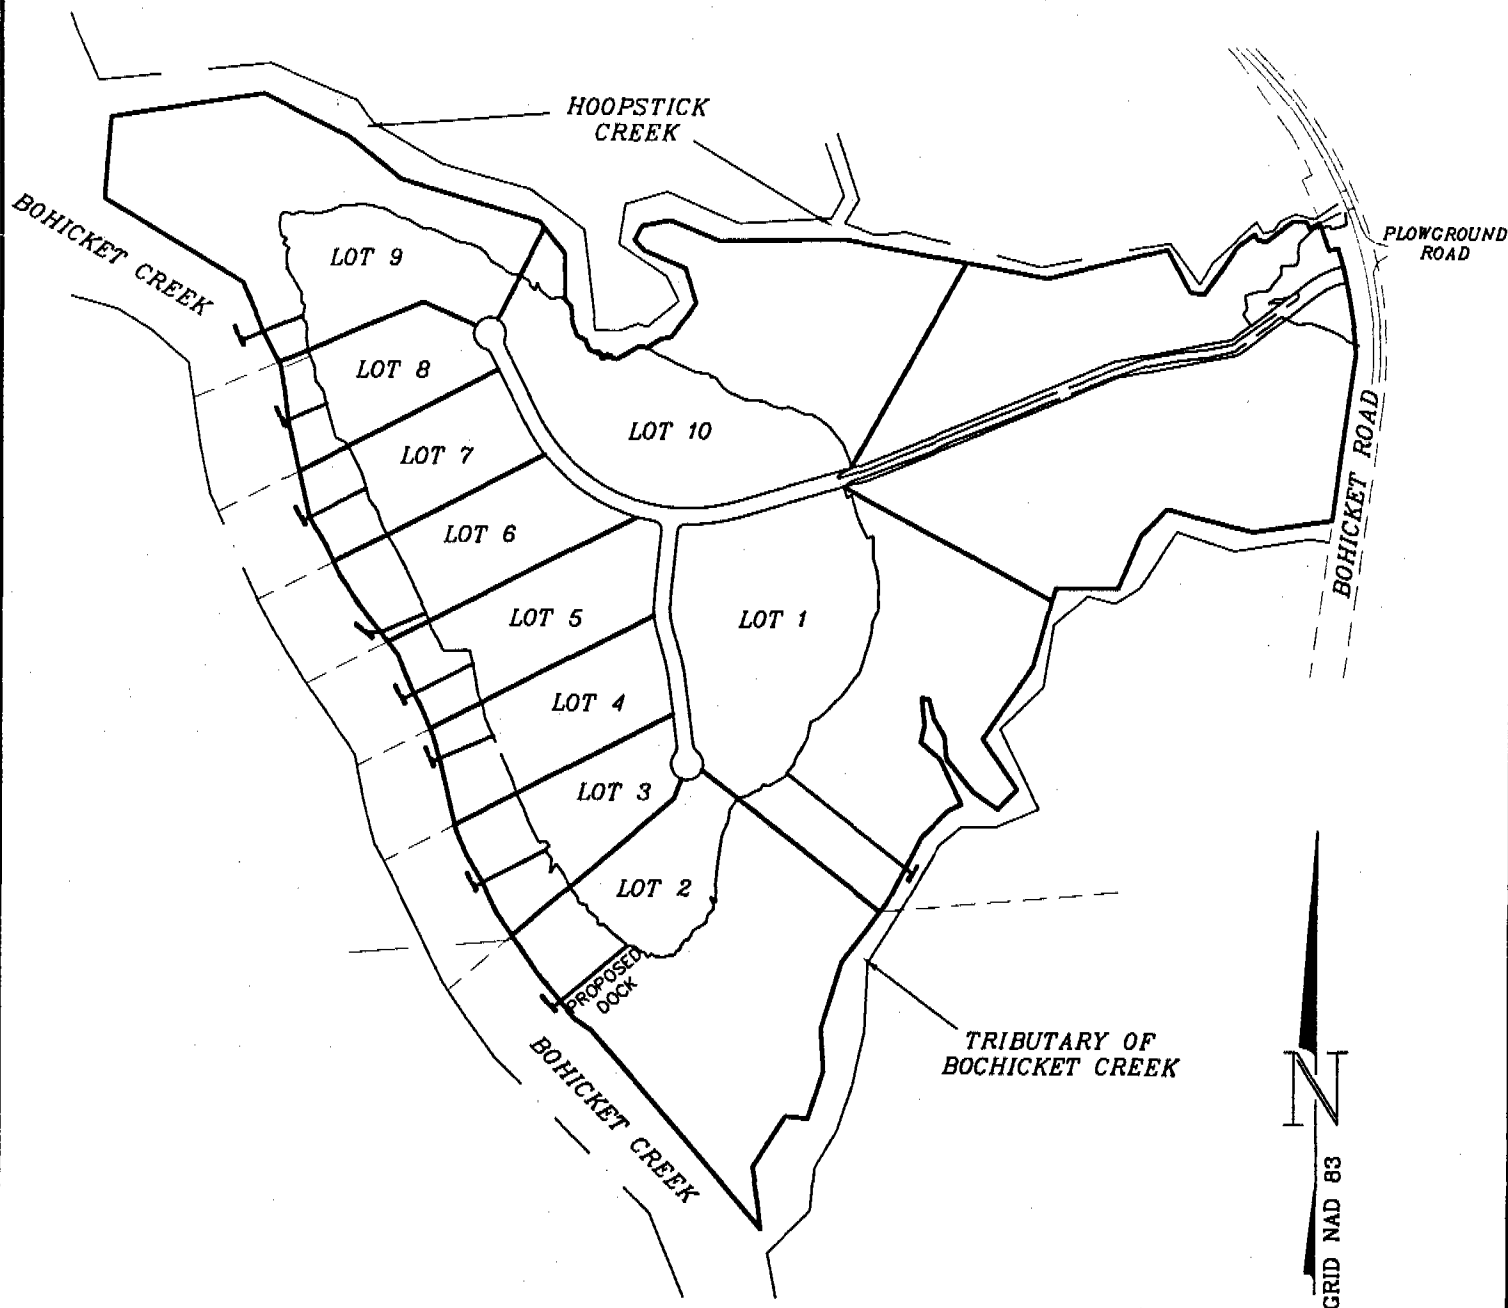 HOOPSTICK
CREEK
BOHICKET CREEK
PLOWGROUND
ROAD
LOT 9
LOT 8
LOT 10
LOT 7
BOHICKET ROAD
LOT 6
LOT 5
LOT 1
LOT 4
LOT 3
LOT 2
PROPOSED
DOCK
TRIBUTARY OF
BOCHICKET CREEK
BOHICKET CREEK
N
GRID NAD 83